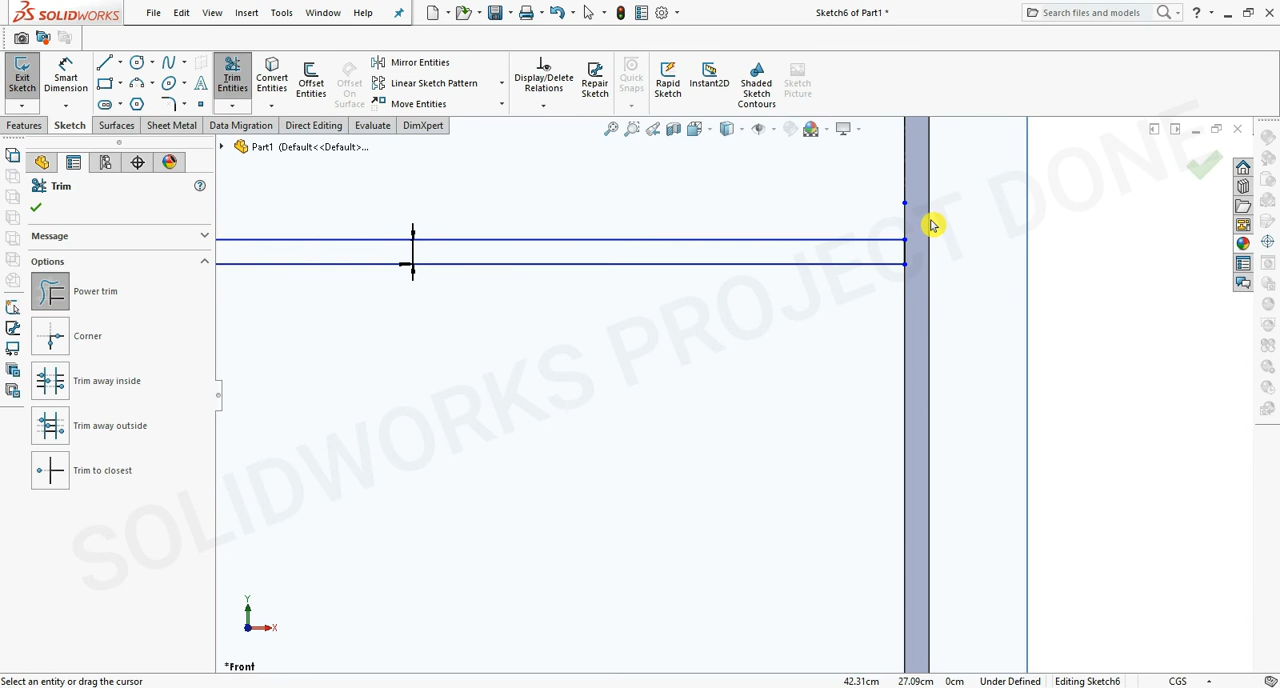 SOLIDWORKS File Edit View Insert Tools Window Help Sketch6 of Part1 * Search files and models
Exit Sketch Smart Dimension Trim Entities Convert Entities Offset Entities Offset On Surface Mirror Entities Linear Sketch Pattern Move Entities Display/Delete Relations Repair Sketch Quick Snaps Rapid Sketch Instant2D Shaded Sketch Contours Sketch Picture
Features Sketch Surfaces Sheet Metal Data Migration Direct Editing Evaluate DimXpert
Part1 (Default<<Default>...
Trim
Message
Options
Power trim
Corner
Trim away inside
Trim away outside
Trim to closest
SOLIDWORKS PROJECT DONE
Y
X
*Front
Select an entity or drag the cursor 42.31cm 27.09cm 0cm Under Defined Editing Sketch6 CGS